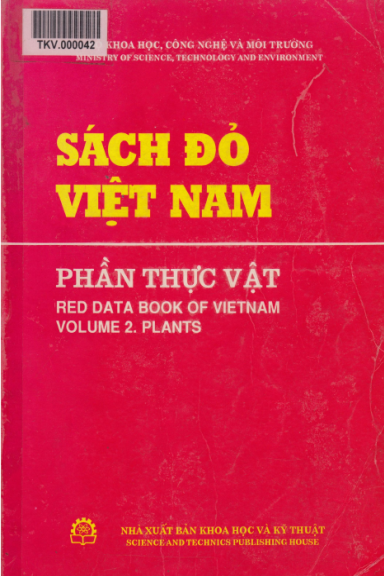 TKV.000042
KHOA HỌC, CÔNG NGHỆ VÀ MÔI TRƯỜNG
MINISTRY OF SCIENCE, TECHNOLOGY AND ENVIRONMENT
SÁCH ĐỎ
VIỆT NAM
PHẦN THỰC VẬT
RED DATA BOOK OF VIETNAM
VOLUME 2. PLANTS
NHÀ XUẤT BẢN KHOA HỌC VÀ KỸ THUẬT
SCIENCE AND TECHNICS PUBLISHING HOUSE